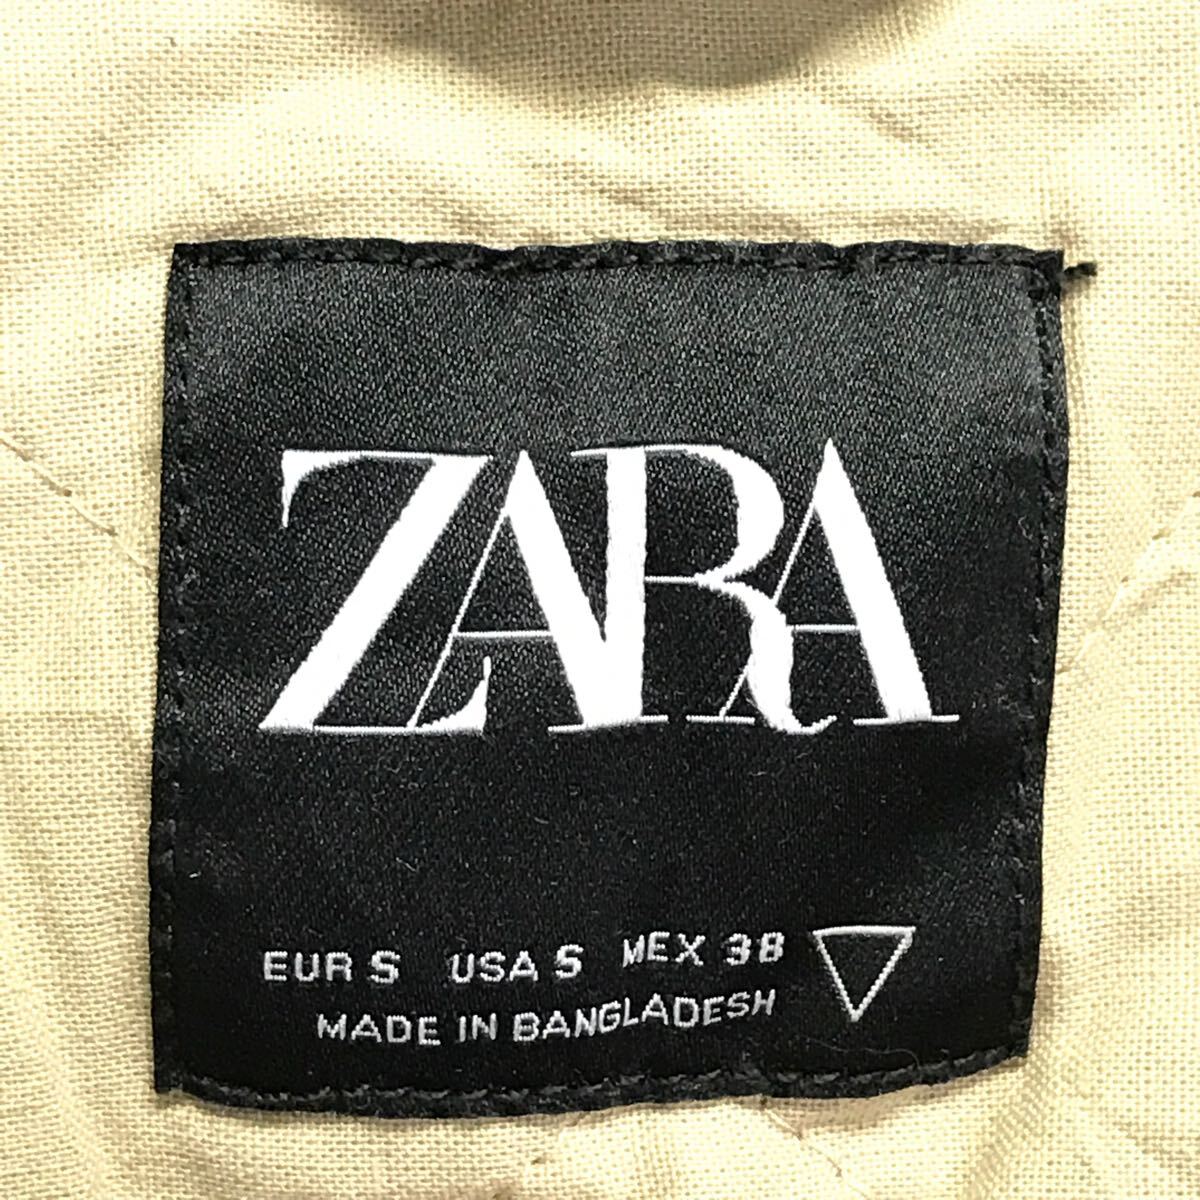 ZARA
EUR S USA S MEX 38
MADE IN BANGLADESH